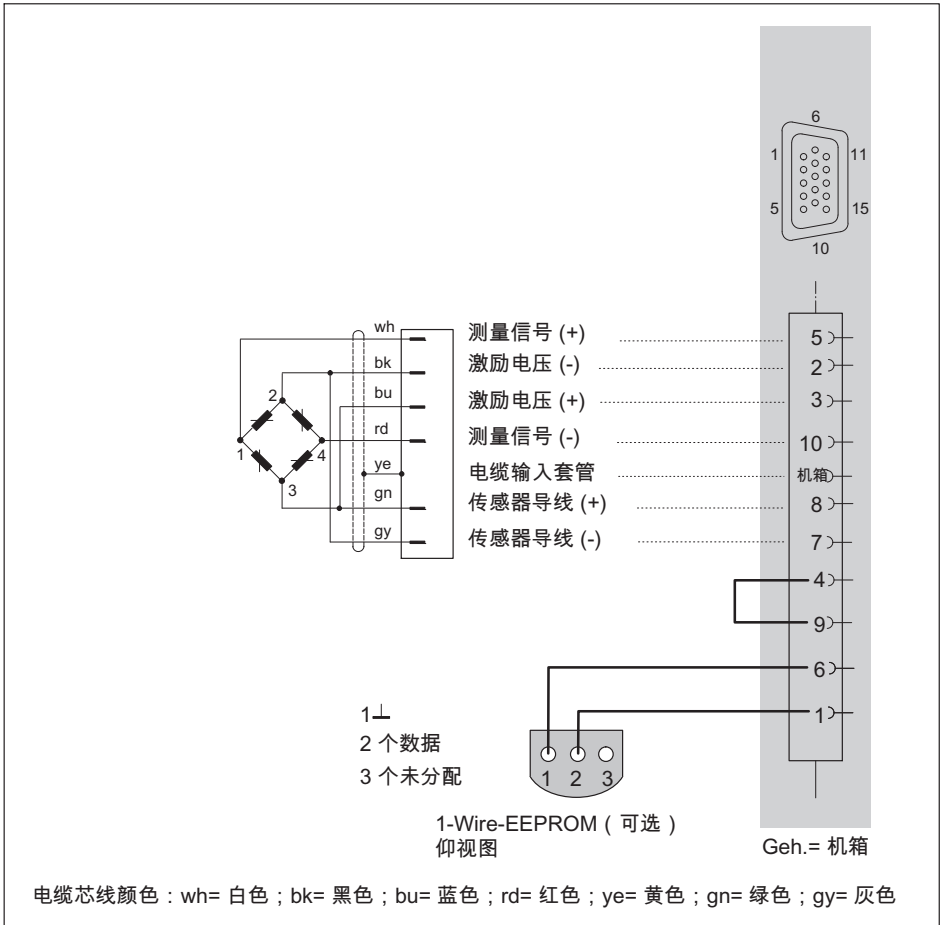 6
1
11
5
15
10
wh 测量信号 (+) 5
bk 激励电压 (-) 2
bu 激励电压 (+) 3
rd 测量信号 (-) 10
ye 电缆输入套管 机箱
gn 传感器导线 (+) 8
gy 传感器导线 (-) 7
2
1
4
3
4
9
6
1
1⊥
2 个数据
3 个未分配
1 2 3
1-Wire-EEPROM ( 可选 )
仰视图
Geh.= 机箱
电缆芯线颜色 : wh= 白色 ; bk= 黑色 ; bu= 蓝色 ; rd= 红色 ; ye= 黄色 ; gn= 绿色 ; gy= 灰色